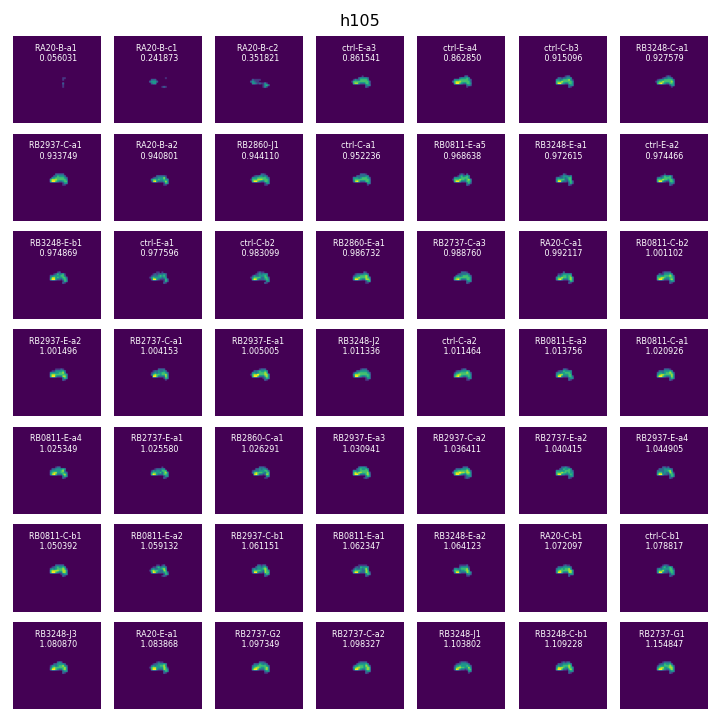 h105
RA20-B-a1
0.056031
RA20-B-c1
0.241873
RA20-B-c2
0.351821
ctrl-E-a3
0.861541
ctrl-E-a4
0.862850
ctrl-C-b3
0.915096
RB3248-C-a1
0.927579
RB2937-C-a1
0.933749
RA20-B-a2
0.940801
RB2860-J1
0.944110
ctrl-C-a1
0.952236
RB0811-E-a5
0.968638
RB3248-E-a1
0.972615
ctrl-E-a2
0.974466
RB3248-E-b1
0.974869
ctrl-E-a1
0.977596
ctrl-C-b2
0.983099
RB2860-E-a1
0.986732
RB2737-C-a3
0.988760
RA20-C-a1
0.992117
RB0811-C-b2
1.001102
RB2937-E-a2
1.001496
RB2737-C-a1
1.004153
RB2937-E-a1
1.005005
RB3248-J2
1.011336
ctrl-C-a2
1.011464
RB0811-E-a3
1.013756
RB0811-C-a1
1.020926
RB0811-E-a4
1.025349
RB2737-E-a1
1.025580
RB2860-C-a1
1.026291
RB2937-E-a3
1.030941
RB2937-C-a2
1.036411
RB2737-E-a2
1.040415
RB2937-E-a4
1.044905
RB0811-C-b1
1.050392
RB0811-E-a2
1.059132
RB2937-C-b1
1.061151
RB0811-E-a1
1.062347
RB3248-E-a2
1.064123
RA20-C-b1
1.072097
ctrl-C-b1
1.078817
RB3248-J3
1.080870
RA20-E-a1
1.083868
RB2737-G2
1.097349
RB2737-C-a2
1.098327
RB3248-J1
1.103802
RB3248-C-b1
1.109228
RB2737-G1
1.154847